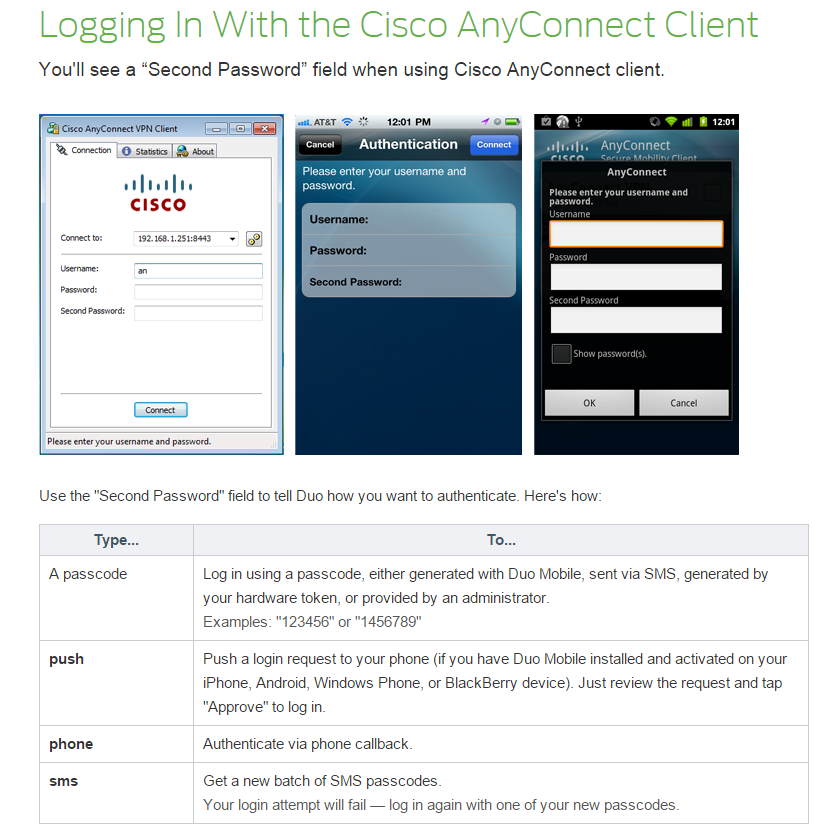 Logging In With the Cisco AnyConnect Client
You'll see a “Second Password” field when using Cisco AnyConnect client.
Cisco AnyConnect VPN Client
Connection
Statistics
About
CISCO
Connect to:
192.168.1.251:8443
Username:
an
Password:
Second Password:
Connect
Please enter your username and password.
AT&T
12:01 PM
Cancel
Authentication
Connect
Please enter your username and
password.
Username:
Password:
Second Password:
12:01
AnyConnect
CISCO
Secure Mobility Client
AnyConnect
Please enter your username and
password.
Username
Password
Second Password
Show password(s).
OK
Cancel
Use the "Second Password" field to tell Duo how you want to authenticate. Here's how:
Type...
To...
A passcode
Log in using a passcode, either generated with Duo Mobile, sent via SMS, generated by
your hardware token, or provided by an administrator.
Examples: "123456" or "1456789"
push
Push a login request to your phone (if you have Duo Mobile installed and activated on your
iPhone, Android, Windows Phone, or BlackBerry device). Just review the request and tap
"Approve" to log in.
phone
Authenticate via phone callback.
sms
Get a new batch of SMS passcodes.
Your login attempt will fail — log in again with one of your new passcodes.